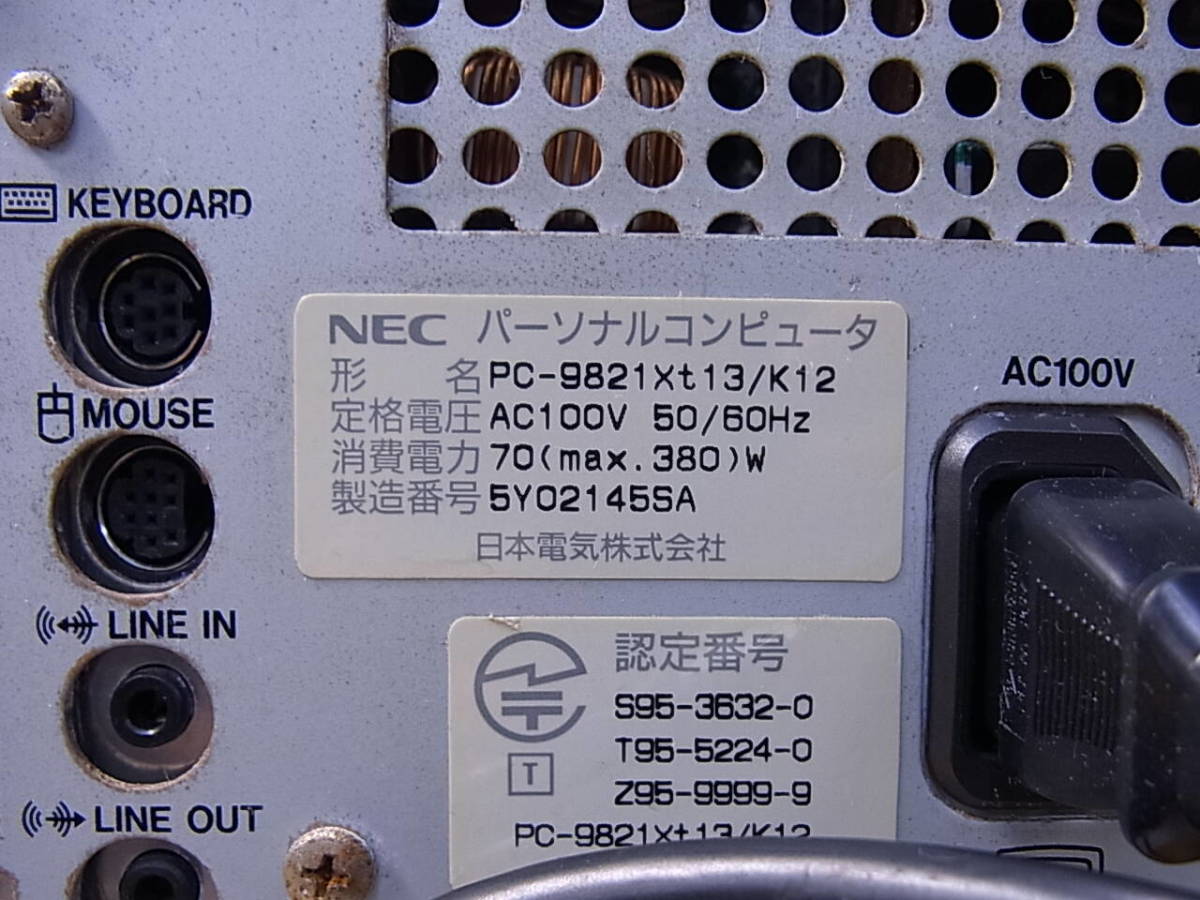 KEYBOARD
MOUSE
LINE IN
LINE OUT
NEC パーソナルコンピュータ
形 名 PC-9821Xt13/K12
定格電圧 AC100V 50/60Hz
消費電力 70(max.380)W
製造番号 5Y02145SA
日本電気株式会社
認定番号
S95-3632-0
T95-5224-0
Z95-9999-9
T
PC-9821Xt13/K12
AC100V